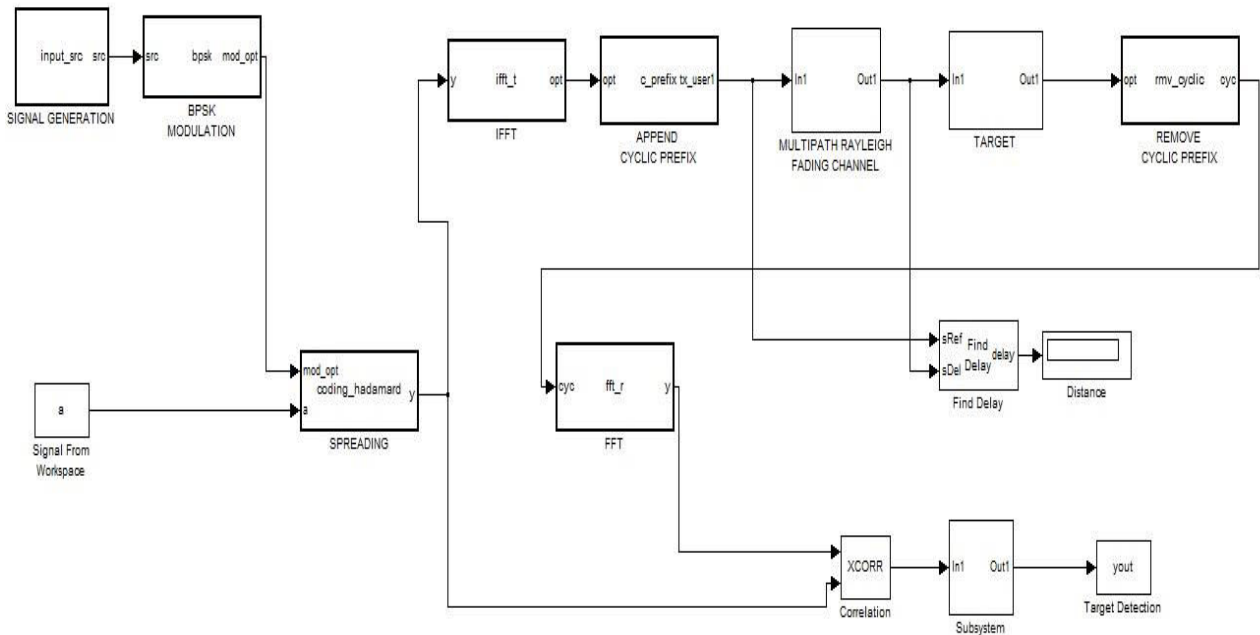 input_src src
SIGNAL GENERATION
src bpsk mod_opt
BPSK
MODULATION
y ifft_t opt
IFFT
opt c_prefix tx_user1
APPEND
CYCLIC PREFIX
In1 Out1
MULTIPATH RAYLEIGH
FADING CHANNEL
In1 Out1
TARGET
opt rmv_cyclic cyc
REMOVE
CYCLIC PREFIX
mod_opt
coding_hadamard
y
a
SPREADING
a
Signal From
Workspace
cyc fft_r y
FFT
sRef
Find
delay
Delay
sDel
Find Delay
Distance
XCORR
Correlation
In1 Out1
Subsystem
yout
Target Detection